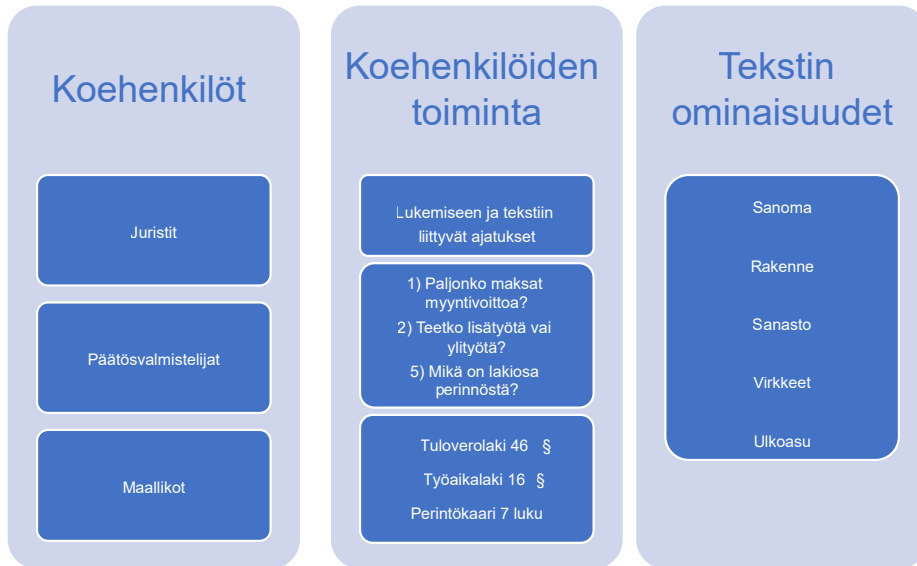 Koehenkilöt
Juristit
Päätösvalmistelijat
Maallikot
Koehenkilöiden
toiminta
Lukemiseen ja tekstiin
liittyvät ajatukset
1) Paljonko maksat
myyntivoittoa?
2) Teetko lisätyötä vai
ylityötä?
5) Mikä on lakiosa
perinnöstä?
Tuloverolaki 46 §
Työaikalaki 16 §
Perintökaari 7 luku
Tekstin
ominaisuudet
Sanoma
Rakenne
Sanasto
Virkkeet
Ulkoasu